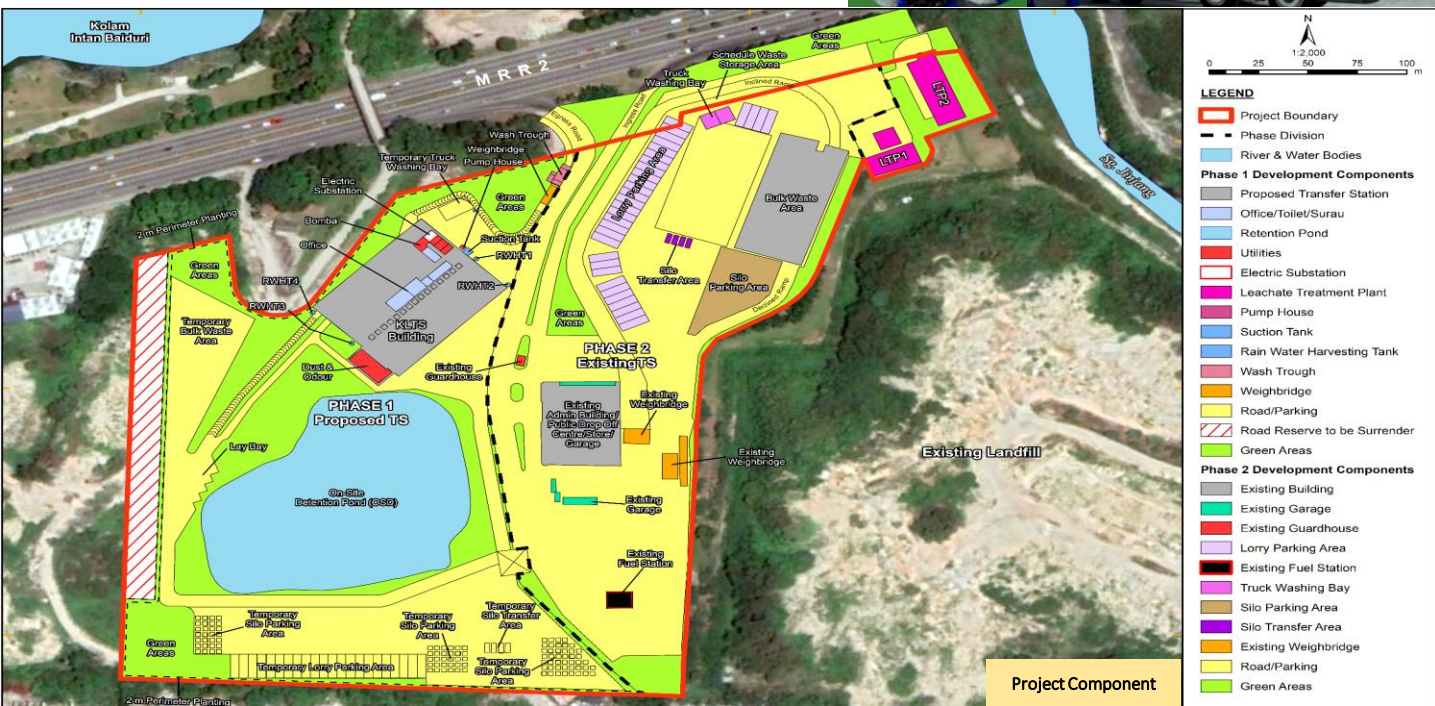 Kolam
Intan Baiduri
MRR2
Green
Areas
Schedule Waste
Storage Area
Truck
Washing Bay
Inclined Ramp
LTP2
LTP1
Egress Road
Ingress Road
Wash Trough
Weighbridge
Pump House
Temporary Truck
Washing Bay
Electric
Substation
Bomba
Office
Green
Areas
Suction Tank
RWHT1
RWHT2
Lorry Parking Area
Bulk Waste
Area
Silo
Transfer Area
Silo
Parking Area
Declined Ramp
Sg. Jinjang
2 m Perimeter Planting
Green
Areas
RWHT4
RWHT3
Temporary
Bulk Waste
Area
KLTS
Building
Dust &
Odour
Green
Areas
Existing
Guardhouse
PHASE 2
ExistingTS
PHASE 1
Proposed TS
Existing
Admin Building/
Public Drop Off
Centre/Store/
Garage
Existing
Weighbridge
Existing
Weighbridge
Existing Landfill
Lay Bay
On-Site
Detention Pond (OSD)
Existing
Garage
Existing
Fuel Station
Temporary
Silo Parking
Area
Temporary
Silo Parking
Area
Temporary
Silo Transfer
Area
Temporary
Silo Parking
Area
Green
Areas
Temporary Lorry Parking Area
2 m Perimeter Planting
Project Component
N
1:2,000
0 25 50 100
m
LEGEND
Project Boundary
Phase Division
River & Water Bodies
Phase 1 Development Components
Proposed Transfer Station
Office/Toilet/Surau
Retention Pond
Utilities
Electric Substation
Leachate Treatment Plant
Pump House
Suction Tank
Rain Water Harvesting Tank
Wash Trough
Weighbridge
Road/Parking
Road Reserve to be Surrender
Green Areas
Phase 2 Development Components
Existing Building
Existing Garage
Existing Guardhouse
Lorry Parking Area
Existing Fuel Station
Truck Washing Bay
Silo Parking Area
Silo Transfer Area
Existing Weighbridge
Road/Parking
Green Areas